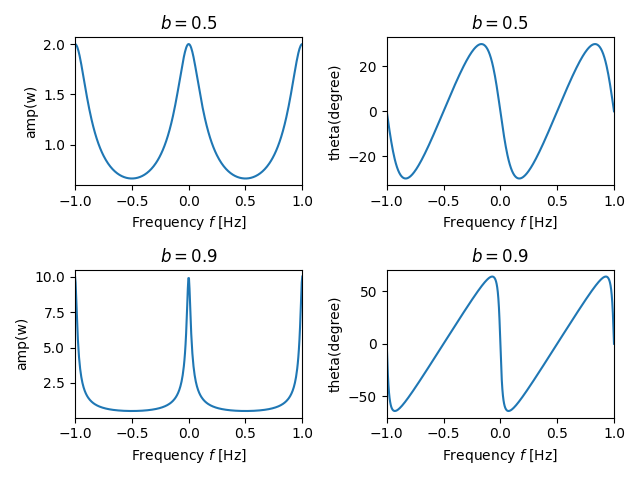 b = 0.5
2.0
1.5
1.0
amp(w)
−1.0 −0.5 0.0 0.5 1.0
Frequency f [Hz]
b = 0.5
20
0
−20
theta(degree)
−1.0 −0.5 0.0 0.5 1.0
Frequency f [Hz]
b = 0.9
10.0
7.5
5.0
2.5
amp(w)
−1.0 −0.5 0.0 0.5 1.0
Frequency f [Hz]
b = 0.9
50
0
−50
theta(degree)
−1.0 −0.5 0.0 0.5 1.0
Frequency f [Hz]